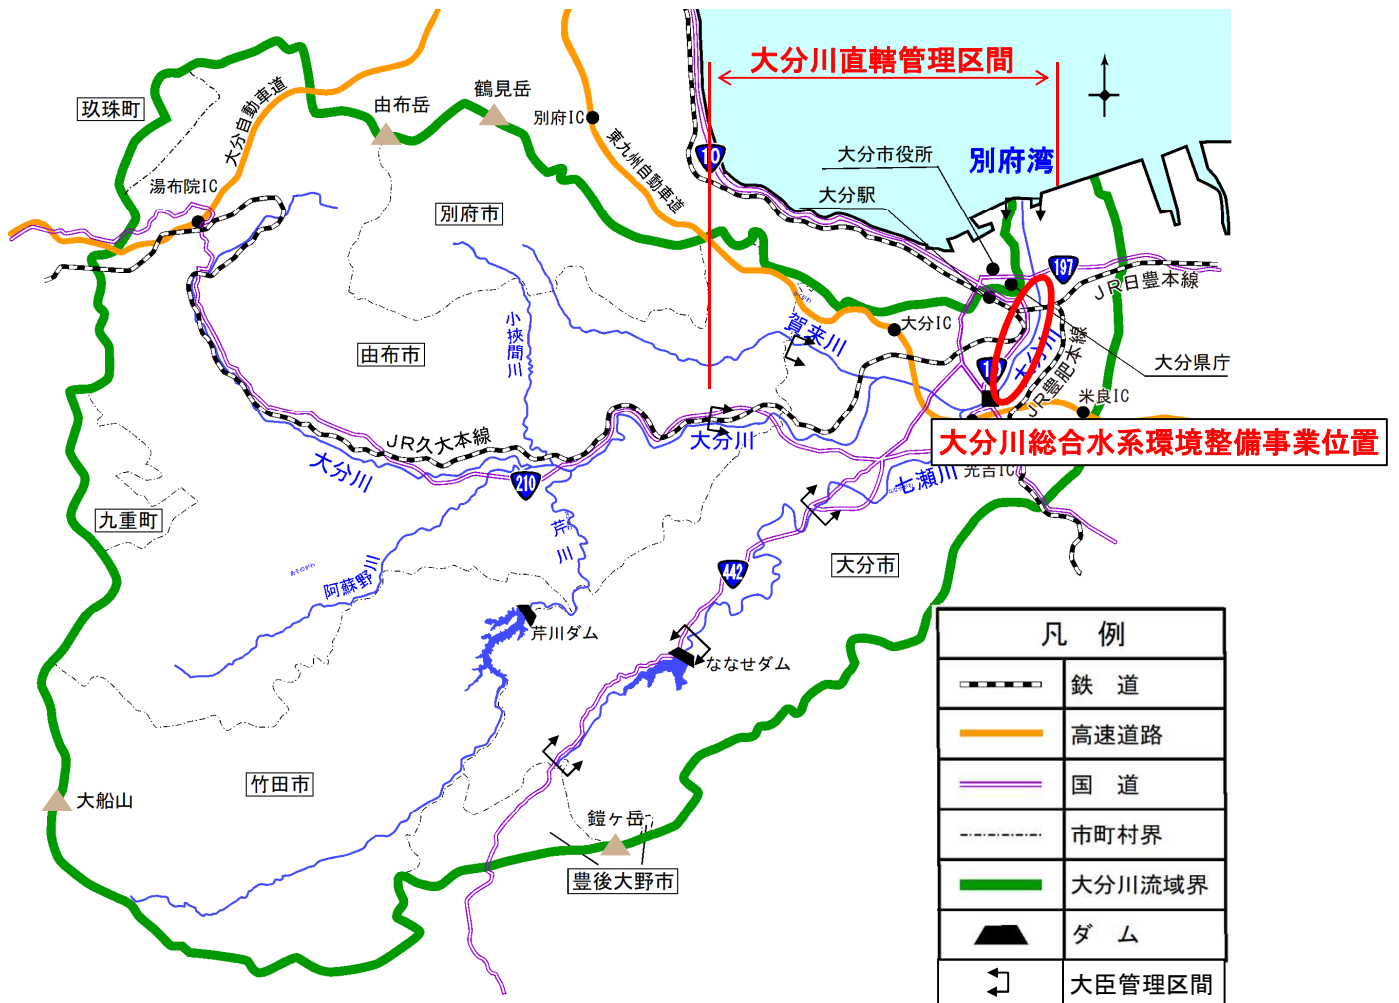 大分川直轄管理区間
鶴見岳
由布岳
玖珠町
別府IC
大分自動車道
東九州自動車道
10
大分市役所
別府湾
湯布院IC
大分駅
別府市
197
JR日豊本線
小挾間川
賀来川
大分IC
由布市
大分川
大分県庁
JR豊肥本線
米良IC
JR久大本線
大分川
大分川
大分川総合水系環境整備事業位置
光吉IC
七瀬川
210
九重町
芹川
大分市
442
阿蘇野川
芹川ダム
ななせダム
竹田市
大船山
鎧ヶ岳
豊後大野市
凡 例
鉄 道
高速道路
国 道
市町村界
大分川流域界
ダ ム
大臣管理区間